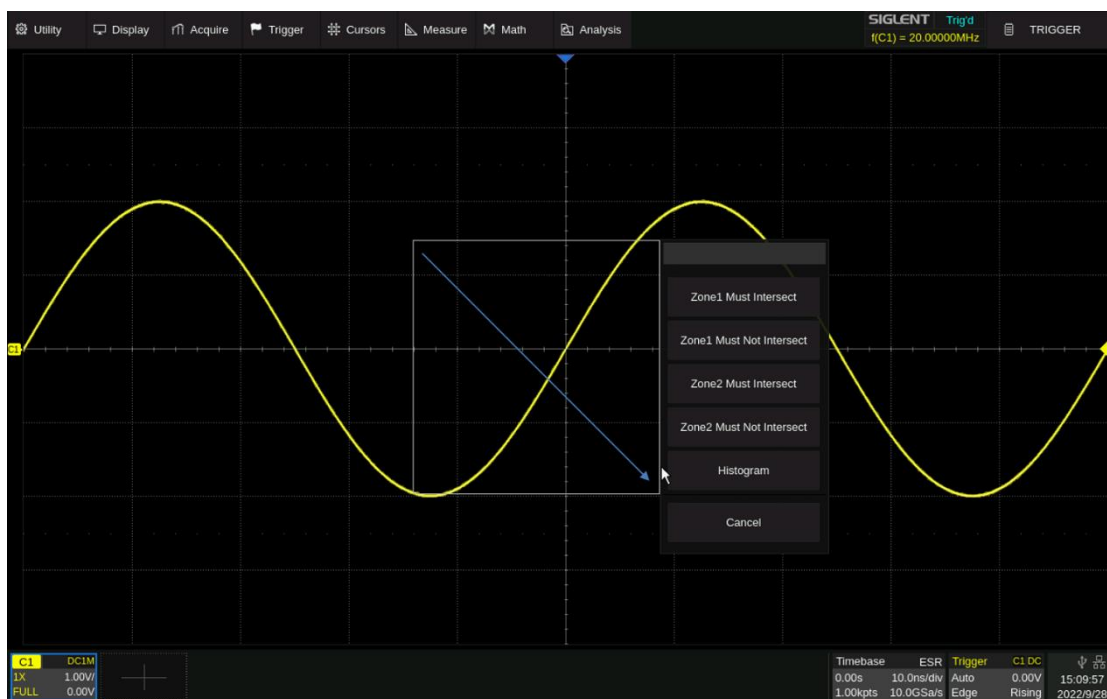 Utility Display Acquire Trigger Cursors Measure Math Analysis
SIGLENT Trig'd
f(C1) = 20.00000MHz
TRIGGER
Zone1 Must Intersect
C1
Zone1 Must Not Intersect
Zone2 Must Intersect
Zone2 Must Not Intersect
Histogram
Cancel
C1 DC1M
1X 1.00V/
FULL 0.00V
Timebase ESR
0.00s 10.0ns/div
1.00kpts 10.0GSa/s
Trigger C1 DC
Auto 0.00V
Edge Rising
15:09:57